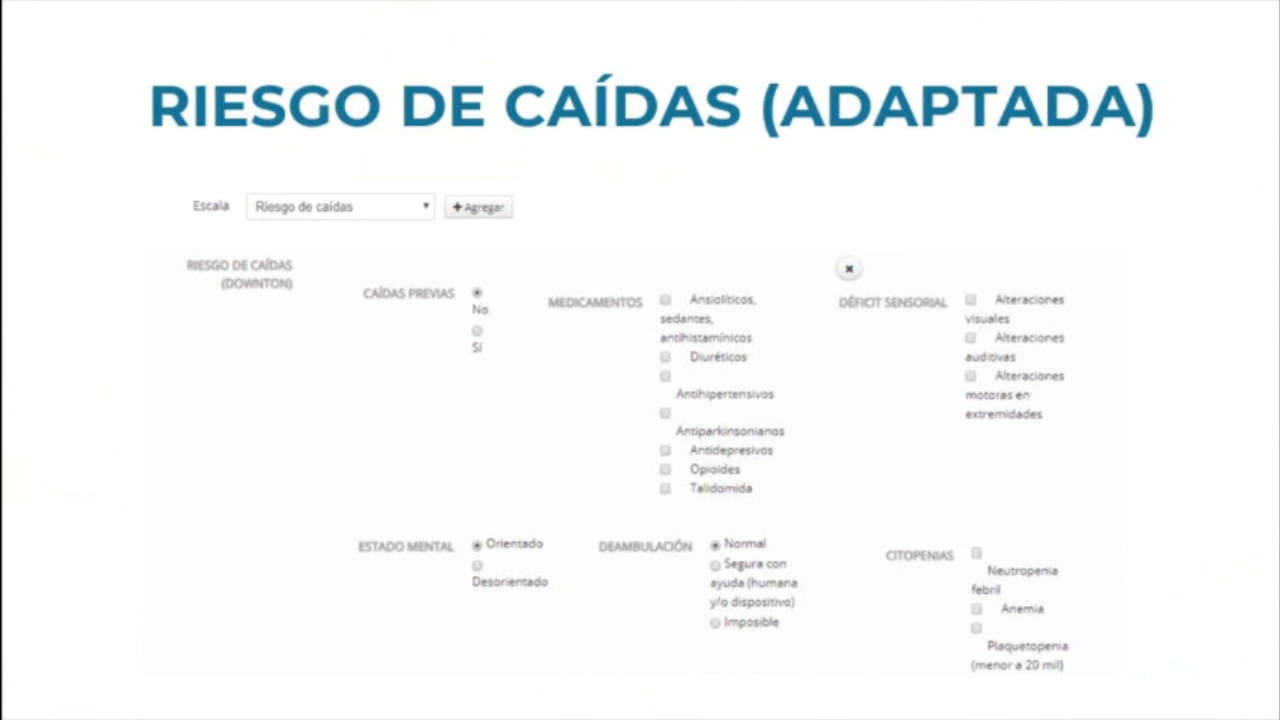 RIESGO DE CAÍDAS (ADAPTADA)
Escala
Riesgo de caídas
Agregar
RIESGO DE CAÍDAS
(DOWNTON)
CAÍDAS PREVIAS
No
Sí
MEDICAMENTOS
Ansiolíticos,
sedantes,
antihistamínicos
Diuréticos
Antihipertensivos
Antiparkinsonianos
Antidepresivos
Opioides
Talidomida
DÉFICIT SENSORIAL
Alteraciones
visuales
Alteraciones
auditivas
Alteraciones
motoras en
extremidades
ESTADO MENTAL
Orientado
Desorientado
DEAMBULACIÓN
Normal
Segura con
ayuda (humana
y/o dispositivo)
Imposible
CITOPENIAS
Neutropenia
febril
Anemia
Plaquetopenia
(menor a 20 mil)